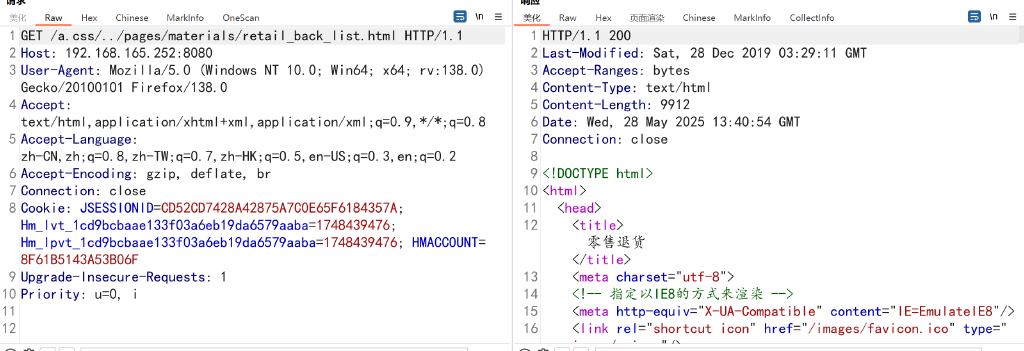 美化 Raw Hex Chinese MarkInfo OneScan \n
1 GET /a.css/../pages/materials/retail_back_list.html HTTP/1.1
2 Host: 192.168.165.252:8080
3 User-Agent: Mozilla/5.0 (Windows NT 10.0; Win64; x64; rv:138.0)
Gecko/20100101 Firefox/138.0
4 Accept:
text/html,application/xhtml+xml,application/xml;q=0.9,*/*;q=0.8
5 Accept-Language:
zh-CN,zh;q=0.8,zh-TW;q=0.7,zh-HK;q=0.5,en-US;q=0.3,en;q=0.2
6 Accept-Encoding: gzip, deflate, br
7 Connection: close
8 Cookie: JSESSIONID=CD52CD7428A42875A7C0E65F6184357A;
Hm_lvt_1cd9bcbaae133f03a6eb19da6579aaba=1748439476;
Hm_lpvt_1cd9bcbaae133f03a6eb19da6579aaba=1748439476; HMACCOUNT=
8F61B5143A53B06F
9 Upgrade-Insecure-Requests: 1
10 Priority: u=0, i
11
12
美化 Raw Hex 页面渲染 Chinese MarkInfo CollectInfo \n
1 HTTP/1.1 200
2 Last-Modified: Sat, 28 Dec 2019 03:29:11 GMT
3 Accept-Ranges: bytes
4 Content-Type: text/html
5 Content-Length: 9912
6 Date: Wed, 28 May 2025 13:40:54 GMT
7 Connection: close
8
9 <!DOCTYPE html>
10 <html>
11 <head>
12 <title>
零售退货
</title>
13 <meta charset="utf-8">
14 <!-- 指定以IE8的方式来渲染 -->
15 <meta http-equiv="X-UA-Compatible" content="IE=EmulateIE8"/>
16 <link rel="shortcut icon" href="/images/favicon.ico" type="